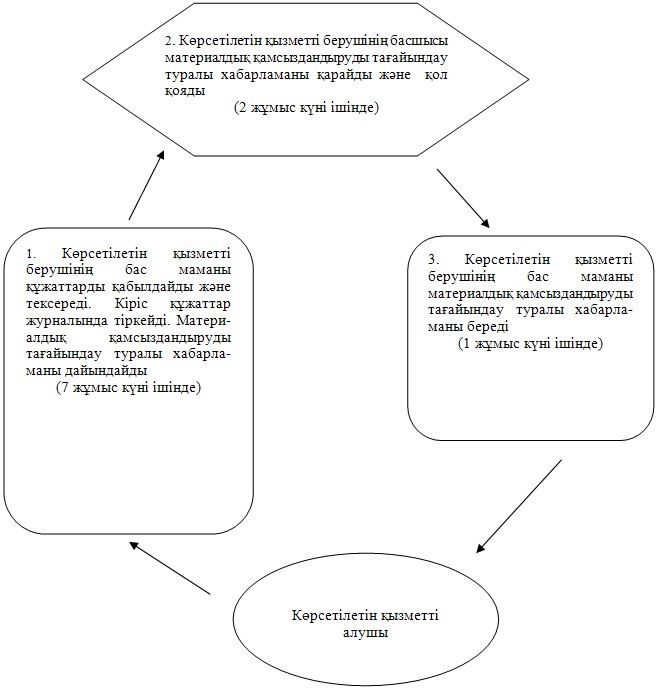 2. Көрсетілетін қызметті берушінің басшысы
материалдық қамсыздандыруды тағайындау
туралы хабарламаны қарайды және қол
қояды
(2 жұмыс күні ішінде)
1. Көрсетілетін қызметті
берушінің бас маманы
құжаттарды қабылдайды және
тексереді. Кіріс құжаттар
журналында тіркейді. Матери-
алдық қамсыздандыруды
тағайындау туралы хабарла-
маны дайындайды
(7 жұмыс күні ішінде)
3. Көрсетілетін қызметті
берушінің бас маманы
материалдық қамсыздандыруды
тағайындау туралы хабарла-
маны береді
(1 жұмыс күні ішінде)
Көрсетілетін қызметті
алушы